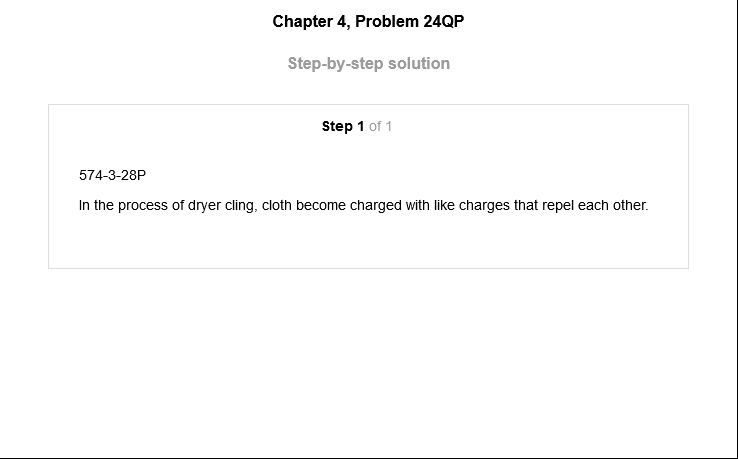 Chapter 4, Problem 24QP
Step-by-step solution
Step 1 of 1
574-3-28P
In the process of dryer cling, cloth become charged with like charges that repel each other.